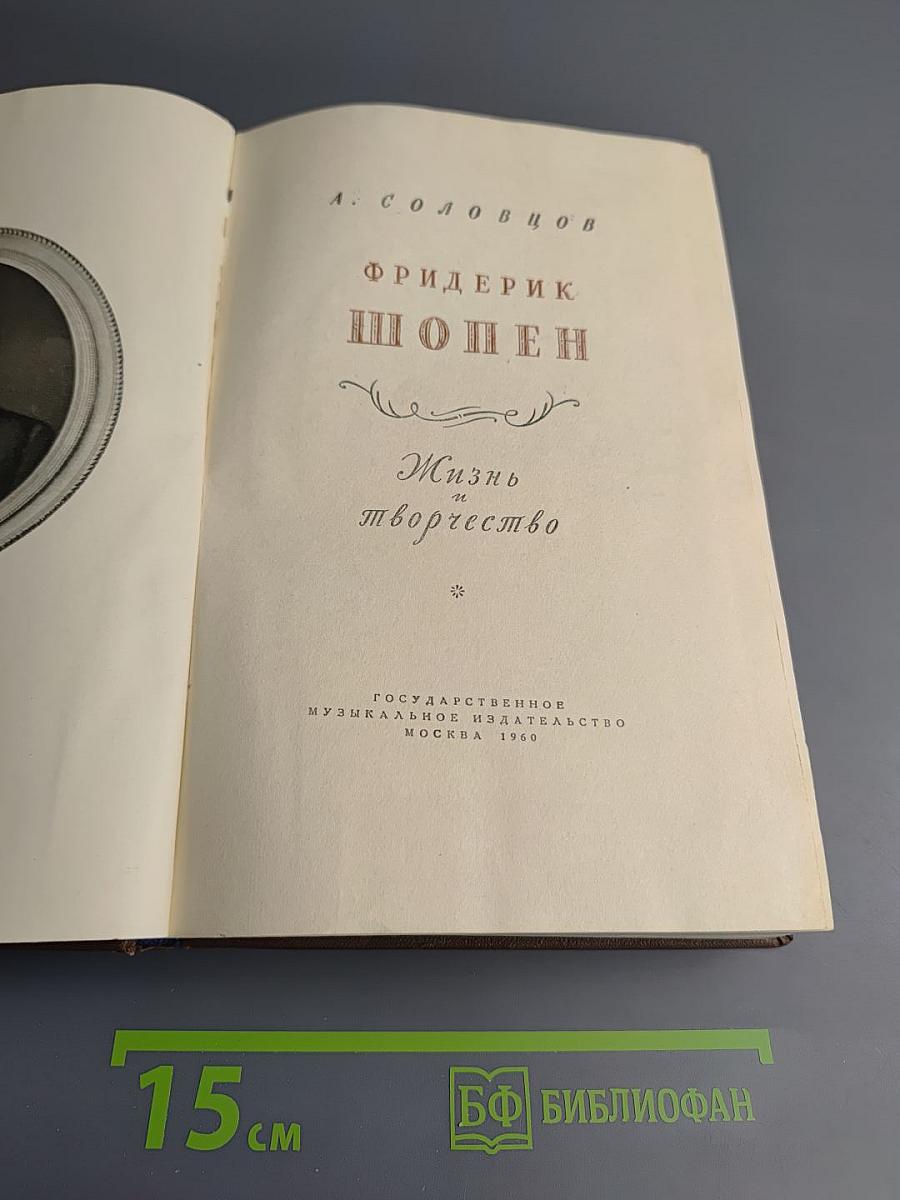 А. СОЛОВЦОВ
ФРИДЕРИК
ШОПЕН
Жизнь
и
творчество
ГОСУДАРСТВЕННОЕ
МУЗЫКАЛЬНОЕ ИЗДАТЕЛЬСТВО
МОСКВА 1960
15 см
БФ БИБЛИОФАН